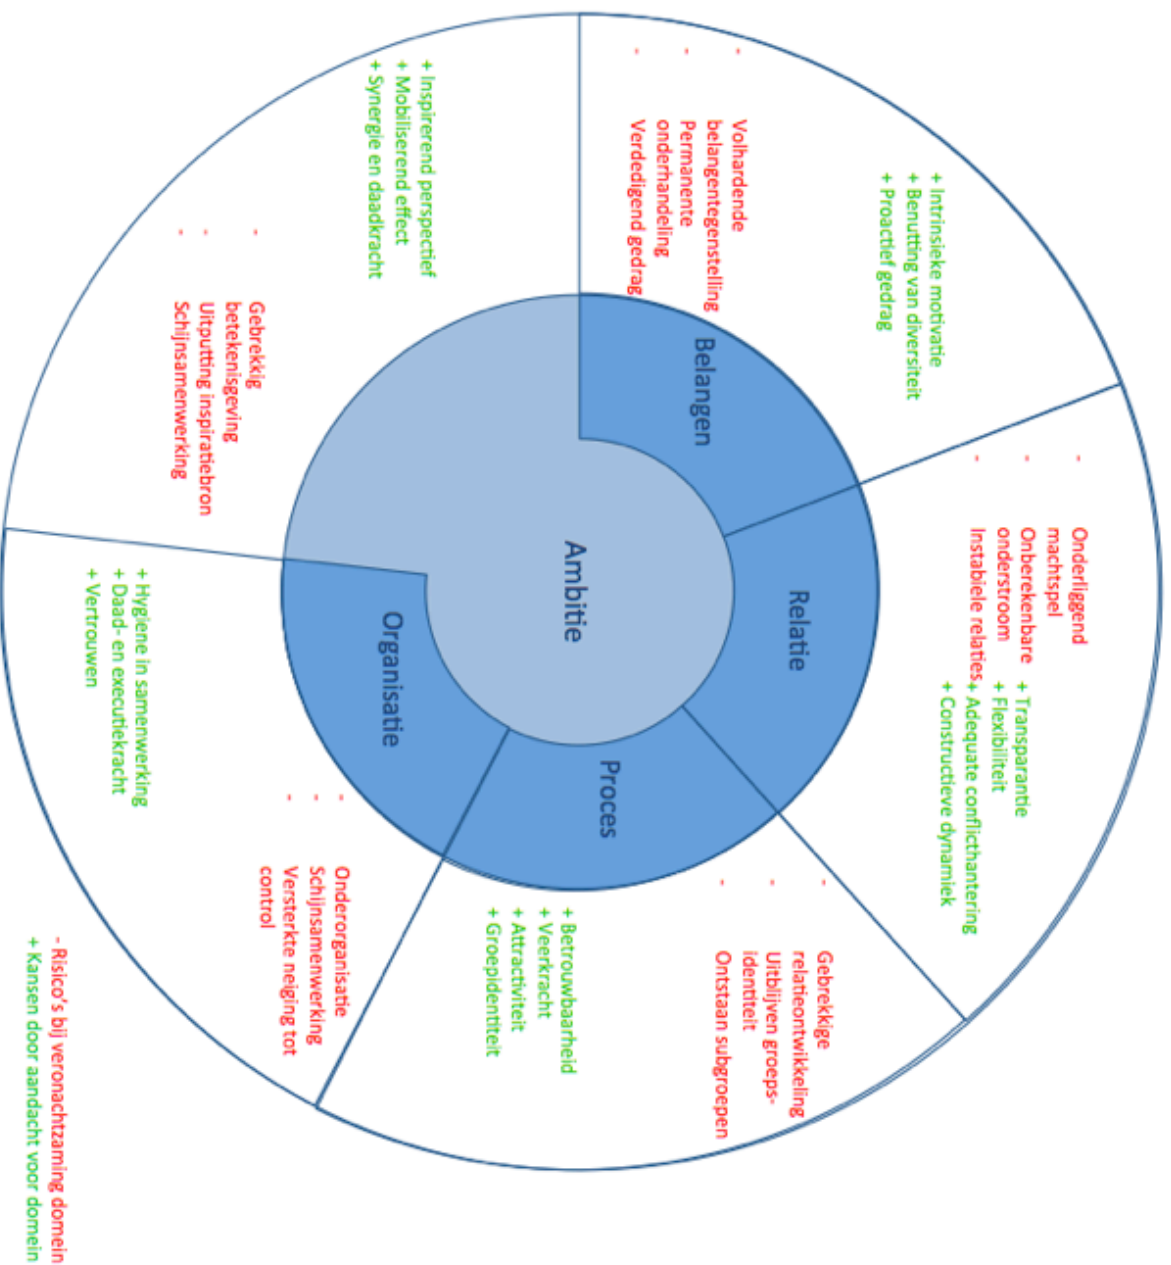 + Intrinsieke motivatie
+ Benutting van diversiteit
+ Proactief gedrag
- Volhardende
belangentegenstelling
- Permanente
onderhandeling
- Verdedigend gedrag
Belangen
- Onderliggend
machtspel
- Onberekenbare
onderstroom
- Instabiele relaties
+ Transparantie
+ Flexibiliteit
+ Adequate conflicthantering
+ Constructieve dynamiek
Relatie
- Gebrekkige
relatieontwikkeling
- Uitblijven groeps-
identiteit
- Ontstaan subgroepen
+ Betrouwbaarheid
+ Veerkracht
+ Attractiviteit
+ Groepidentiteit
Proces
Ambitie
+ Inspirerend perspectief
+ Mobiliserend effect
+ Synergie en daadkracht
- Gebrekkig
betekenisgeving
- Uitputting inspiratiebron
- Schijnsamenwerking
Organisatie
- Onderorganisatie
- Schijnsamenwerking
- Versterkte neiging tot
control
+ Hygiene in samenwerking
+ Daad- en executiekracht
+ Vertrouwen
- Risico's bij veronachtzaming domein
+ Kansen door aandacht voor domein